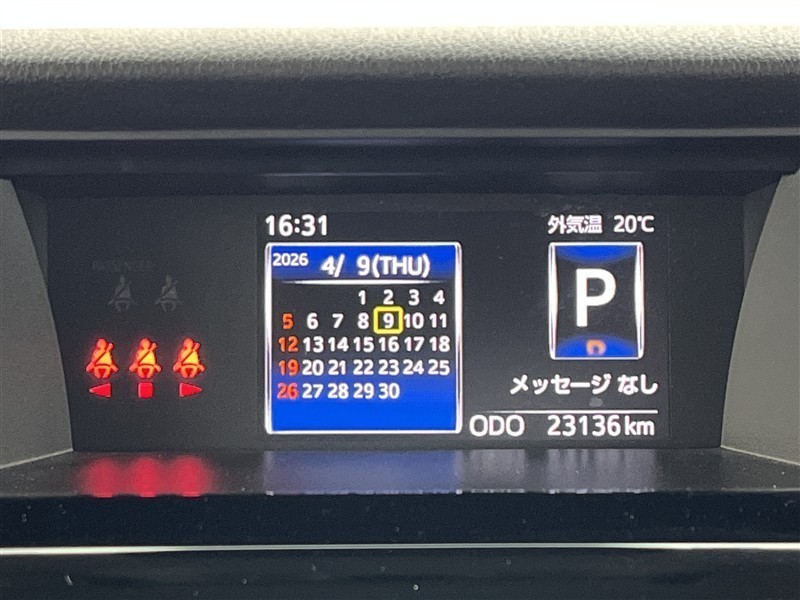 16:31
外気温 20℃
2026 4/ 9(THU)
1 2 3 4
5 6 7 8 9 10 11
12 13 14 15 16 17 18
19 20 21 22 23 24 25
26 27 28 29 30
P
D
メッセージ なし
ODO 23136 km
PASSENGER